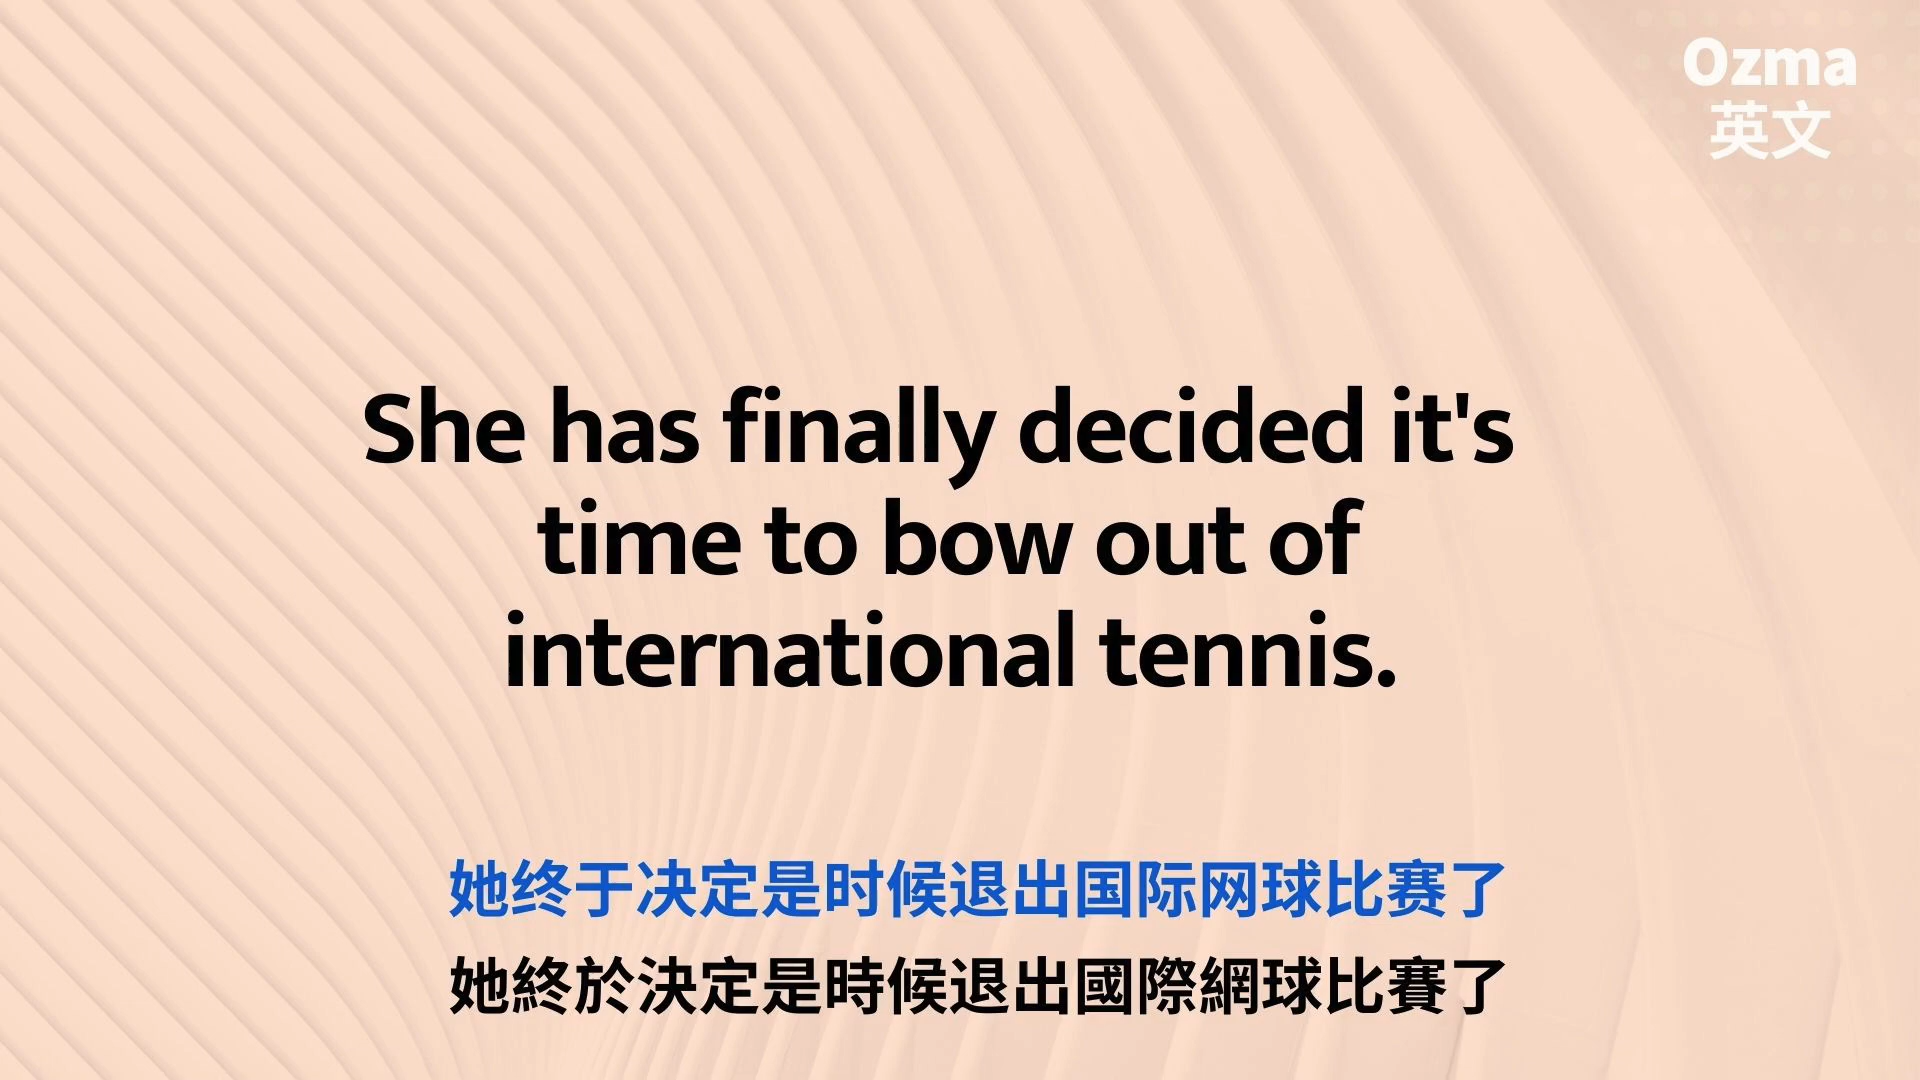 Ozma
英文
She has finally decided it's
time to bow out of
international tennis.
她终于决定是时候退出国际网球比赛了
她終於決定是時候退出國際網球比賽了